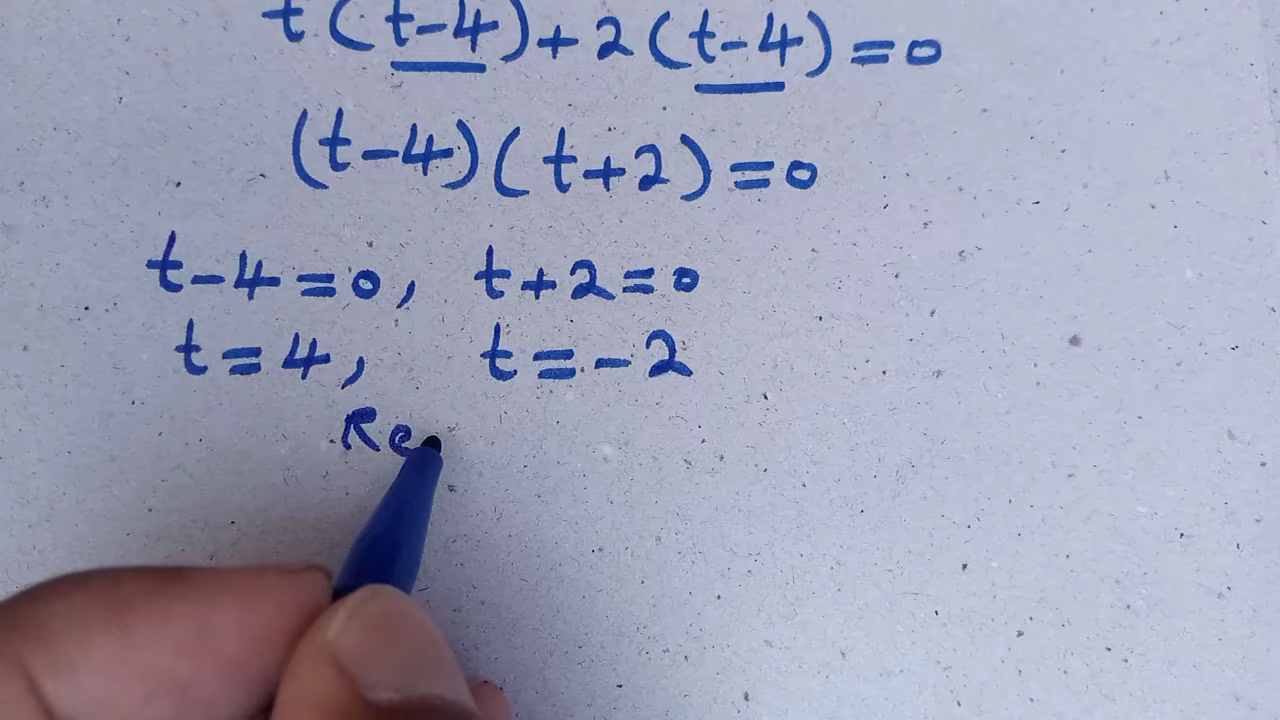 t(t-4)+2(t-4)=0
(t-4)(t+2)=0
t-4=0, t+2=0
t=4, t=-2
Re